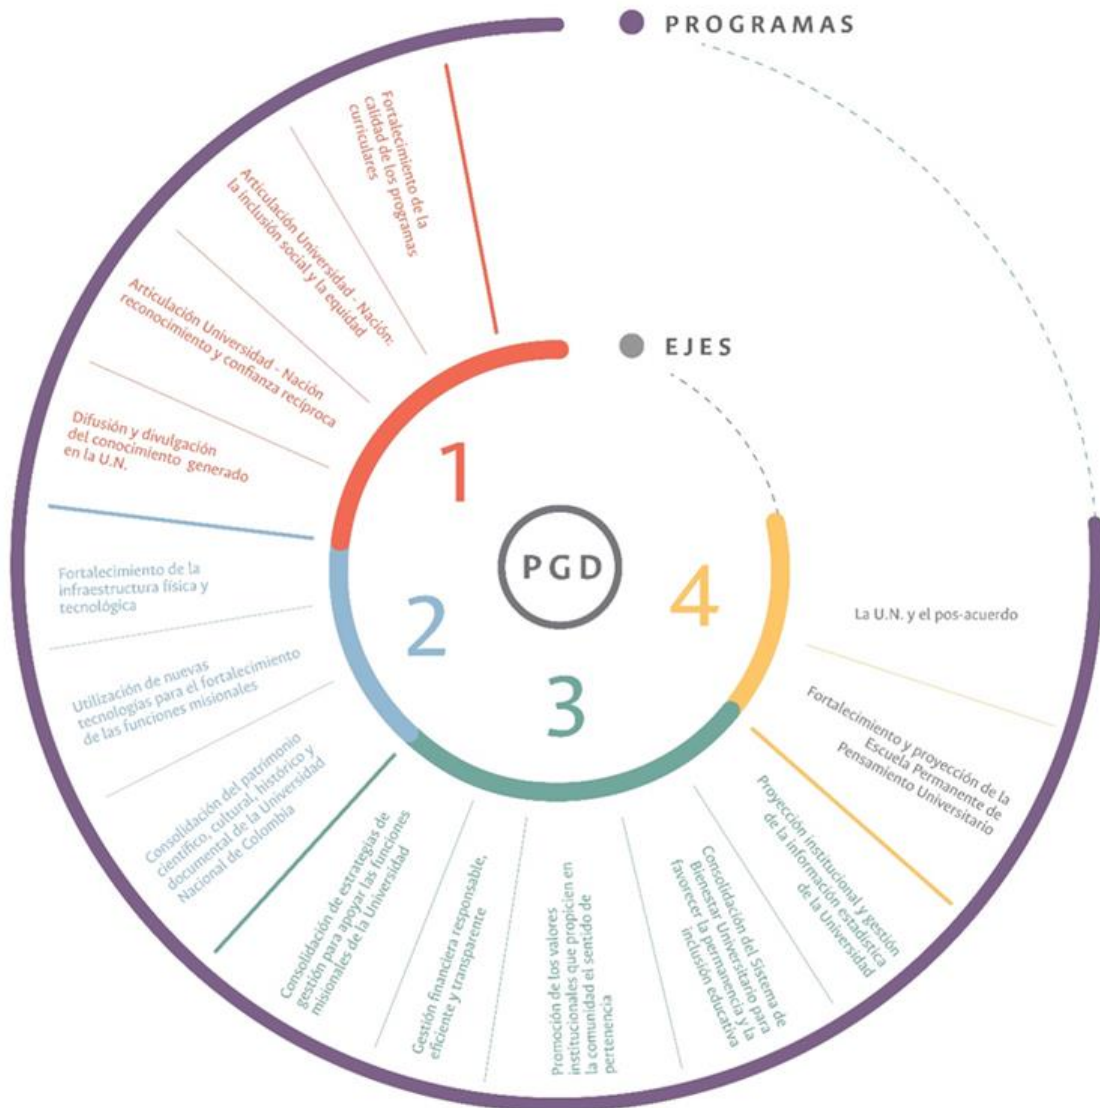 PROGRAMAS
EJES
PGD
1
Fortalecimiento de la
calidad de los programas
curriculares
Articulación Universidad - Nación:
la inclusión social y la equidad
Articulación Universidad - Nación
reconocimiento y confianza recíproca
Difusión y divulgación
del conocimiento generado
en la U.N.
2
Fortalecimiento de la
infraestructura física y
tecnológica
Utilización de nuevas
tecnologías para el fortalecimiento
de las funciones misionales
Consolidación del patrimonio
científico, cultural, histórico y
documental de la Universidad
Nacional de Colombia
3
Consolidación de estrategias de
gestión para apoyar las funciones
misionales de la Universidad
Gestión financiera responsable,
eficiente y transparente
Promoción de los valores
institucionales que propicien en
la comunidad el sentido de
pertenencia
Consolidación del Sistema de
Bienestar Universitario para
favorecer la permanencia y la
inclusión educativa
Proyección institucional y gestión
de la información estadística
de la Universidad
4
Fortalecimiento y proyección de la
Escuela Permanente de
Pensamiento Universitario
La U.N. y el pos-acuerdo